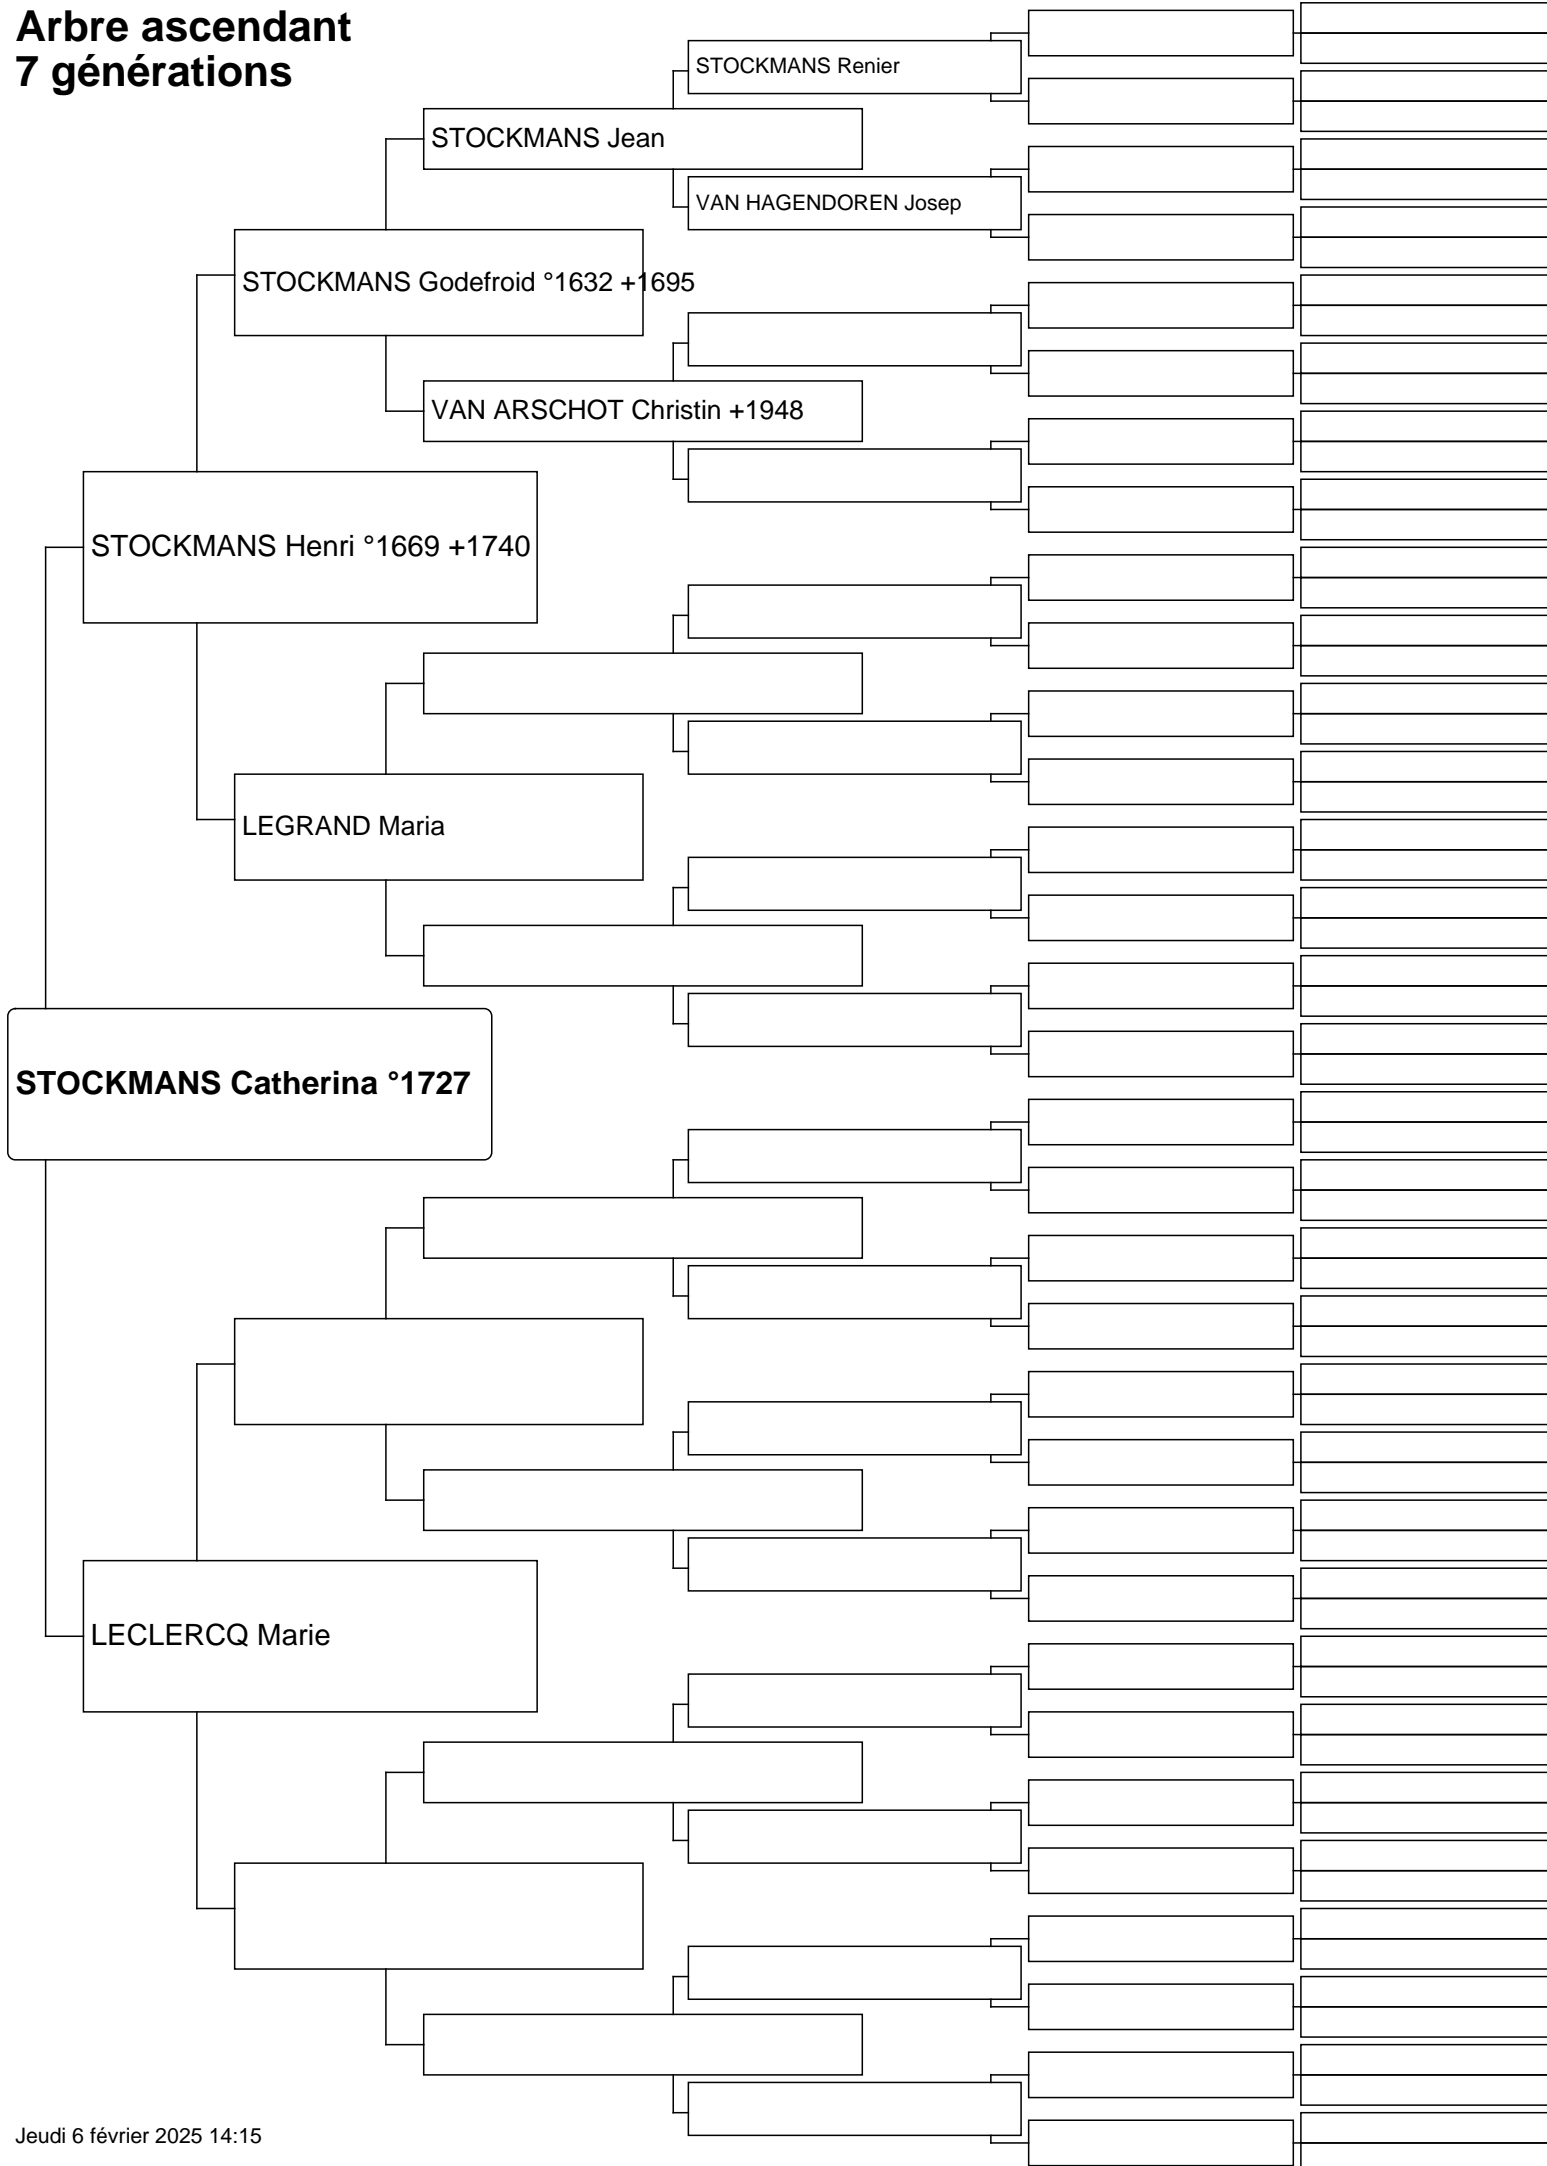 Arbre ascendant
7 générations
STOCKMANS Renier
STOCKMANS Jean
VAN HAGENDOREN Josep
STOCKMANS Godefroid °1632 +1695
VAN ARSCHOT Christin +1948
STOCKMANS Henri °1669 +1740
LEGRAND Maria
STOCKMANS Catherina °1727
LECLERCQ Marie
Jeudi 6 février 2025 14:15